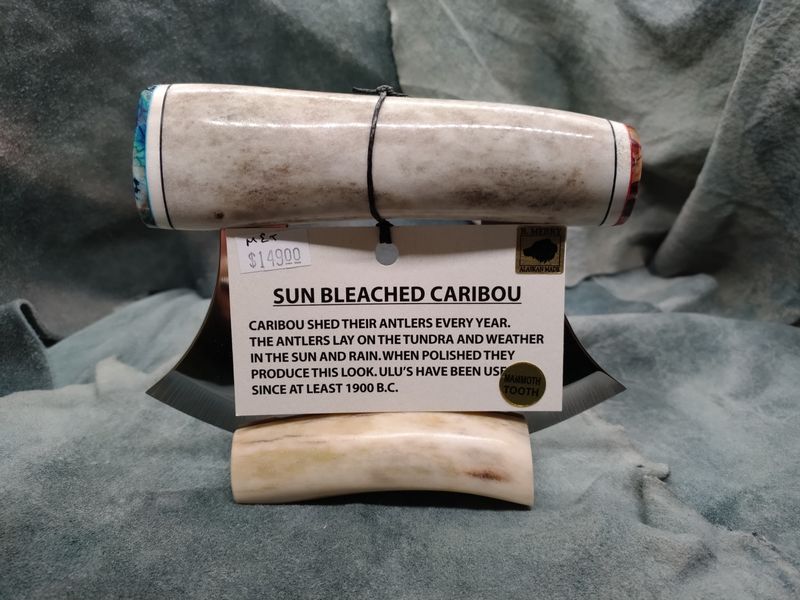 M&T
$149.00
R. MERRY
ALASKAN MADE
SUN BLEACHED CARIBOU
CARIBOU SHED THEIR ANTLERS EVERY YEAR.
THE ANTLERS LAY ON THE TUNDRA AND WEATHER
IN THE SUN AND RAIN. WHEN POLISHED THEY
PRODUCE THIS LOOK. ULU'S HAVE BEEN USE
SINCE AT LEAST 1900 B.C.
MAMMOTH
TOOTH